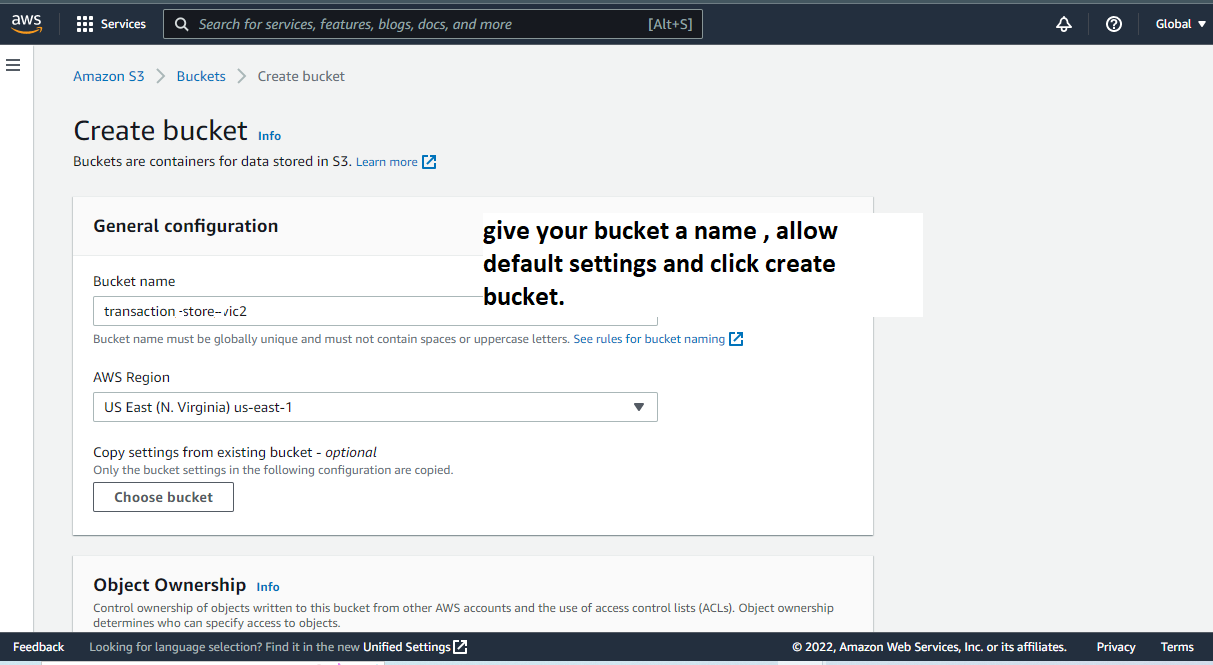 aws
Services
Search for services, features, blogs, docs, and more
[Alt+S]
Global
Amazon S3
Buckets
Create bucket
Create bucket
Info
Buckets are containers for data stored in S3. Learn more
General configuration
give your bucket a name , allow
default settings and click create
bucket.
Bucket name
transaction-store-vic2
Bucket name must be globally unique and must not contain spaces or uppercase letters. See rules for bucket naming
AWS Region
US East (N. Virginia) us-east-1
Copy settings from existing bucket - optional
Only the bucket settings in the following configuration are copied.
Choose bucket
Object Ownership
Info
Control ownership of objects written to this bucket from other AWS accounts and the use of access control lists (ACLs). Object ownership
determines who can specify access to objects.
Feedback
Looking for language selection? Find it in the new Unified Settings
© 2022, Amazon Web Services, Inc. or its affiliates.
Privacy
Terms